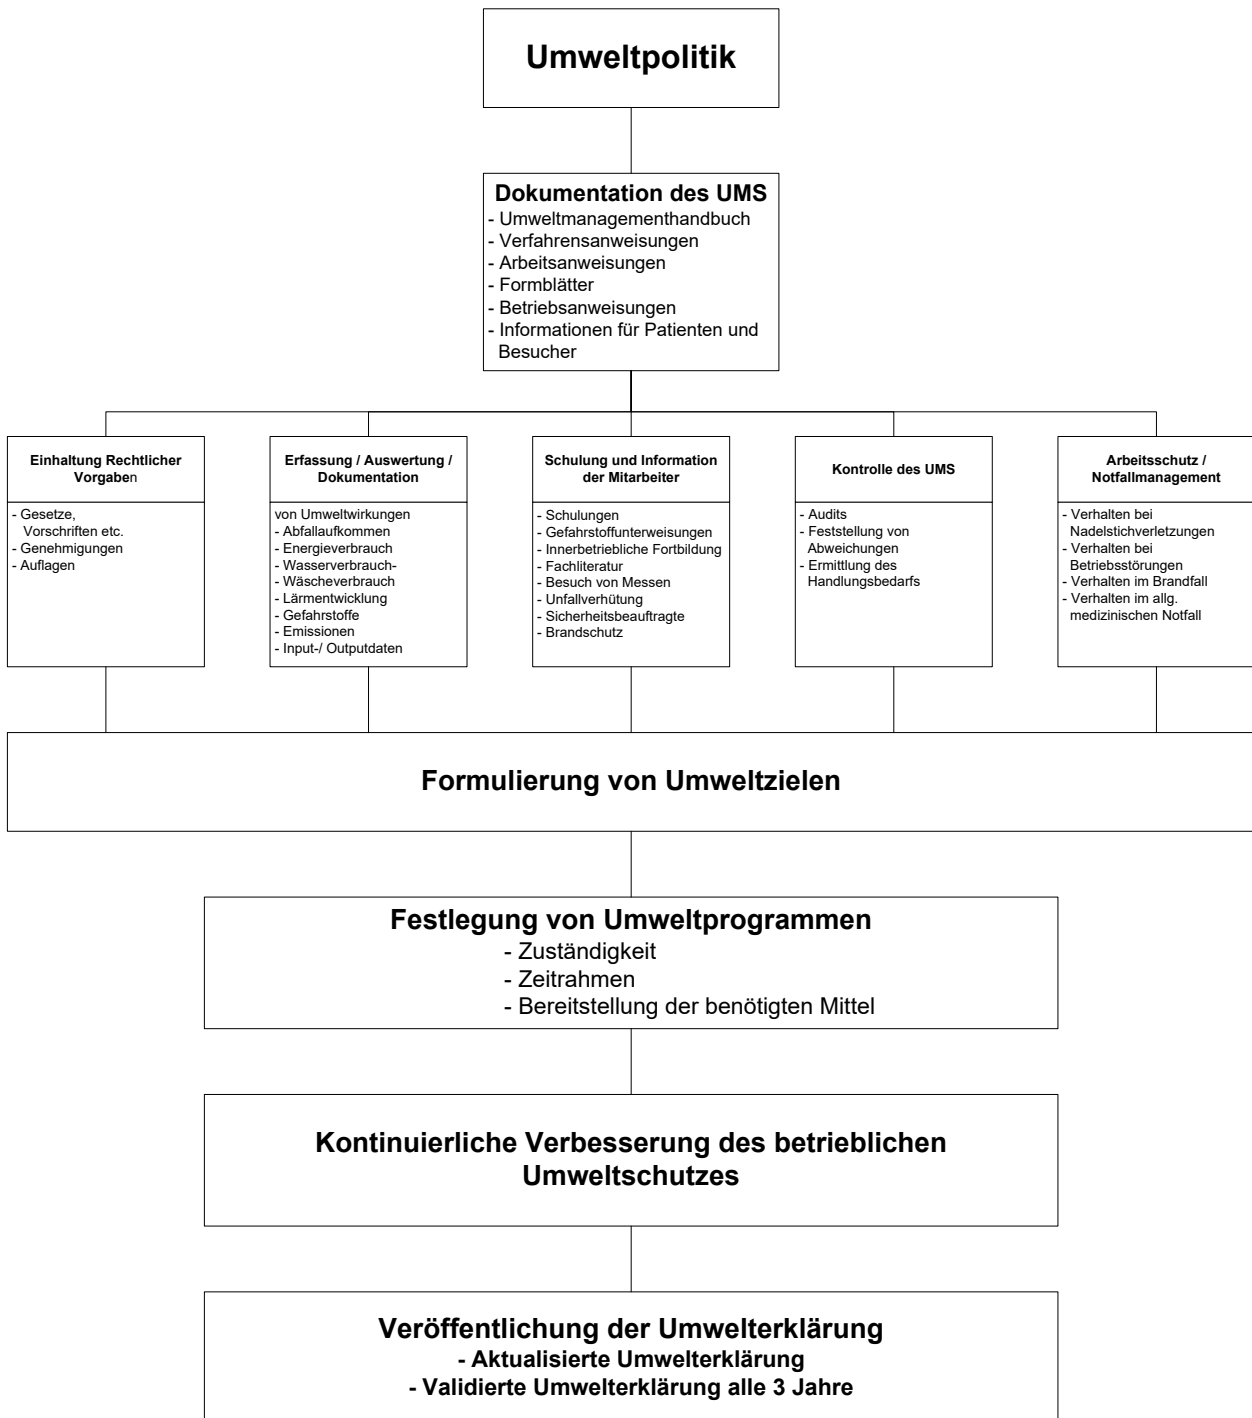 Umweltpolitik
Dokumentation des UMS
- Umweltmanagementhandbuch
- Verfahrensanweisungen
- Arbeitsanweisungen
- Formblätter
- Betriebsanweisungen
- Informationen für Patienten und
Besucher
Einhaltung Rechtlicher
Vorgaben
- Gesetze,
Vorschriften etc.
- Genehmigungen
- Auflagen
Erfassung / Auswertung /
Dokumentation
von Umweltwirkungen
- Abfallaufkommen
- Energieverbrauch
- Wasserverbrauch-
- Wäscheverbrauch
- Lärmentwicklung
- Gefahrstoffe
- Emissionen
- Input-/ Outputdaten
Schulung und Information
der Mitarbeiter
- Schulungen
- Gefahrstoffunterweisungen
- Innerbetriebliche Fortbildung
- Fachliteratur
- Besuch von Messen
- Unfallverhütung
- Sicherheitsbeauftragte
- Brandschutz
Kontrolle des UMS
- Audits
- Feststellung von
Abweichungen
- Ermittlung des
Handlungsbedarfs
Arbeitsschutz /
Notfallmanagement
- Verhalten bei
Nadelstichverletzungen
- Verhalten bei
Betriebsstörungen
- Verhalten im Brandfall
- Verhalten im allg.
medizinischen Notfall
Formulierung von Umweltzielen
Festlegung von Umweltprogrammen
- Zuständigkeit
- Zeitrahmen
- Bereitstellung der benötigten Mittel
Kontinuierliche Verbesserung des betrieblichen
Umweltschutzes
Veröffentlichung der Umwelterklärung
- Aktualisierte Umwelterklärung
- Validierte Umwelterklärung alle 3 Jahre